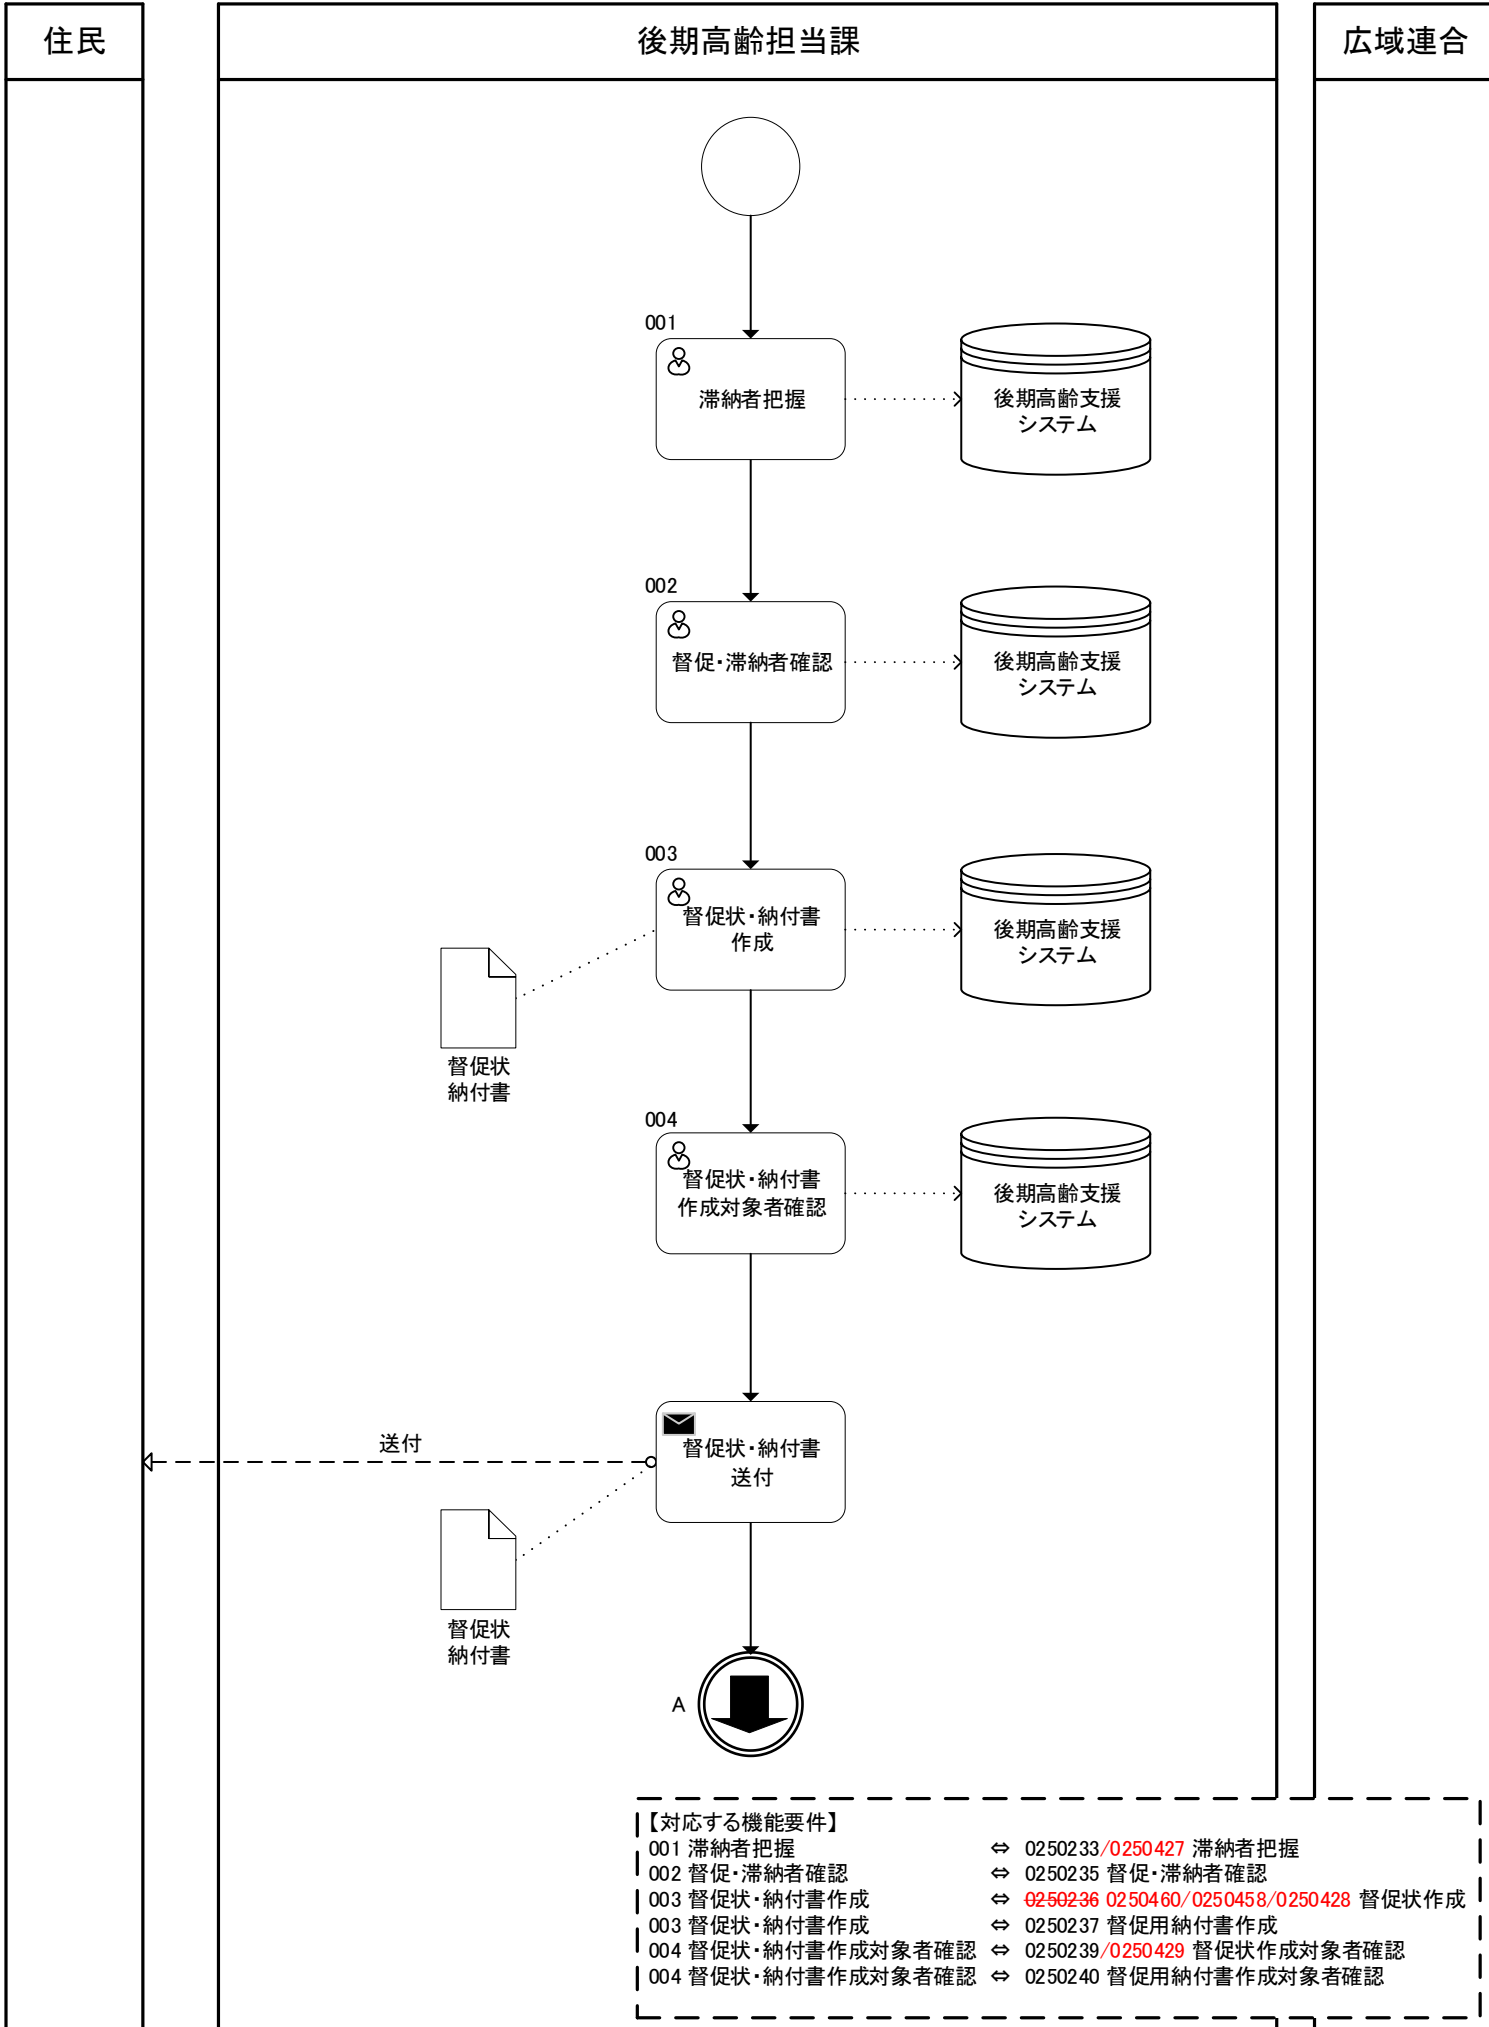 住民
後期高齢担当課
広域連合
001
滞納者把握
後期高齢支援
システム
002
督促・滞納者確認
後期高齢支援
システム
003
督促状・納付書
作成
後期高齢支援
システム
督促状
納付書
004
督促状・納付書
作成対象者確認
後期高齢支援
システム
送付
督促状・納付書
送付
督促状
納付書
A
【対応する機能要件】
001 滞納者把握 ⇔ 0250233/0250427 滞納者把握
002 督促・滞納者確認 ⇔ 0250235 督促・滞納者確認
003 督促状・納付書作成 ⇔ 0250236 0250460/0250458/0250428 督促状作成
003 督促状・納付書作成 ⇔ 0250237 督促用納付書作成
004 督促状・納付書作成対象者確認 ⇔ 0250239/0250429 督促状作成対象者確認
004 督促状・納付書作成対象者確認 ⇔ 0250240 督促用納付書作成対象者確認